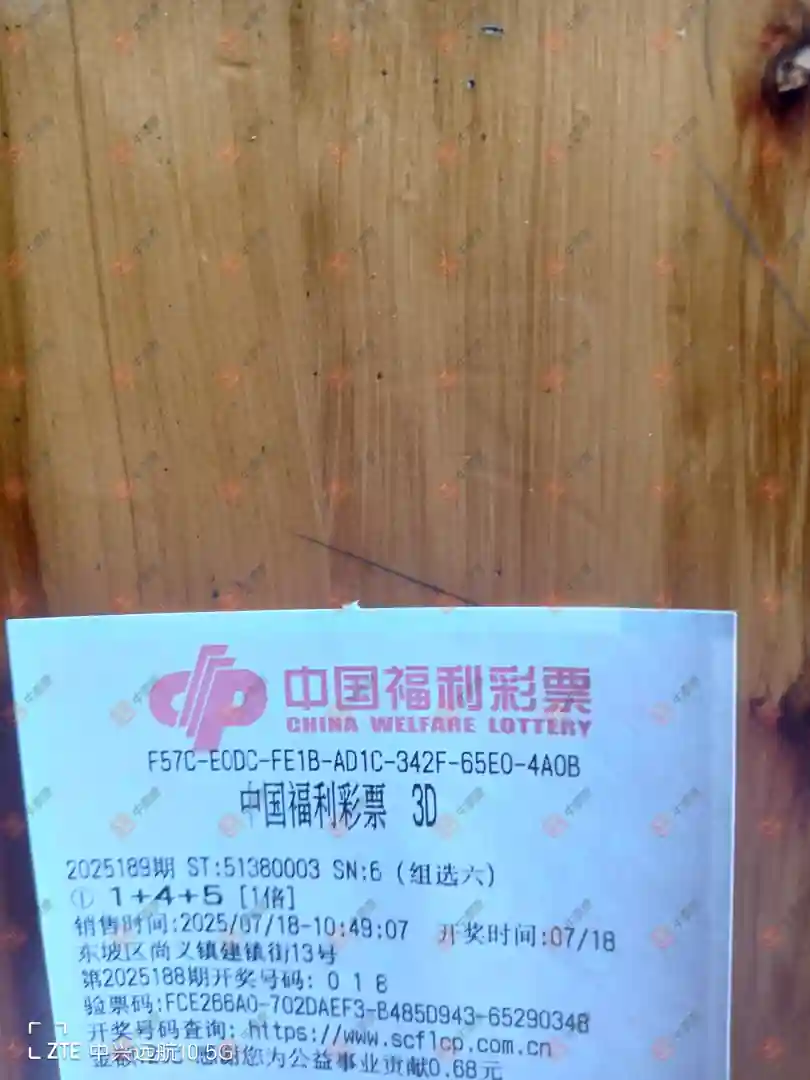 中国福利彩票
CHINA WELFARE LOTTERY
F57C-E0DC-FE1B-AD1C-342F-65E0-4A0B
中国福利彩票 3D
2025189期 ST:51380003 SN:6 (组选六)
① 1+4+5 [1倍]
销售时间:2025/07/18-10:49:07 开奖时间:07/18
东坡区尚义镇建镇街13号
第2025188期开奖号码: 0 1 8
验票码:FCE266A0-702DAEF3-B485D943-65290348
开奖号码查询: https://www.scflcp.com.cn
感谢您为公益事业贡献0.68元
ZTE 中兴远航10.5G